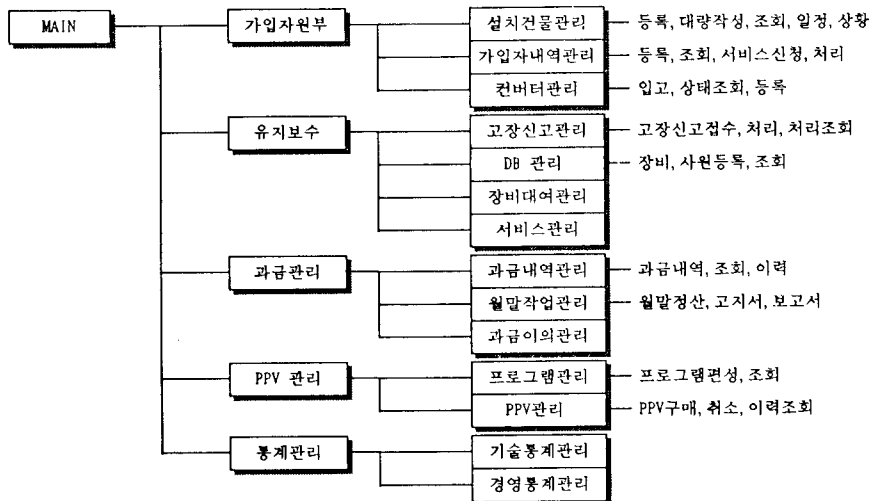 MAIN
가입자원부
설치건물관리
등록, 대량작성, 조회, 일정, 상황
가입자내역관리
등록, 조회, 서비스신청, 처리
컨버터관리
입고, 상태조회, 등록
유지보수
고장신고관리
고장신고접수, 처리, 처리조회
DB 관리
장비, 사원등록, 조회
장비대여관리
서비스관리
과금관리
과금내역관리
과금내역, 조회, 이력
월말작업관리
월말정산, 고지서, 보고서
과금이의관리
PPV 관리
프로그램관리
프로그램편성, 조회
PPV관리
PPV구매, 취소, 이력조회
통계관리
기술통계관리
경영통계관리